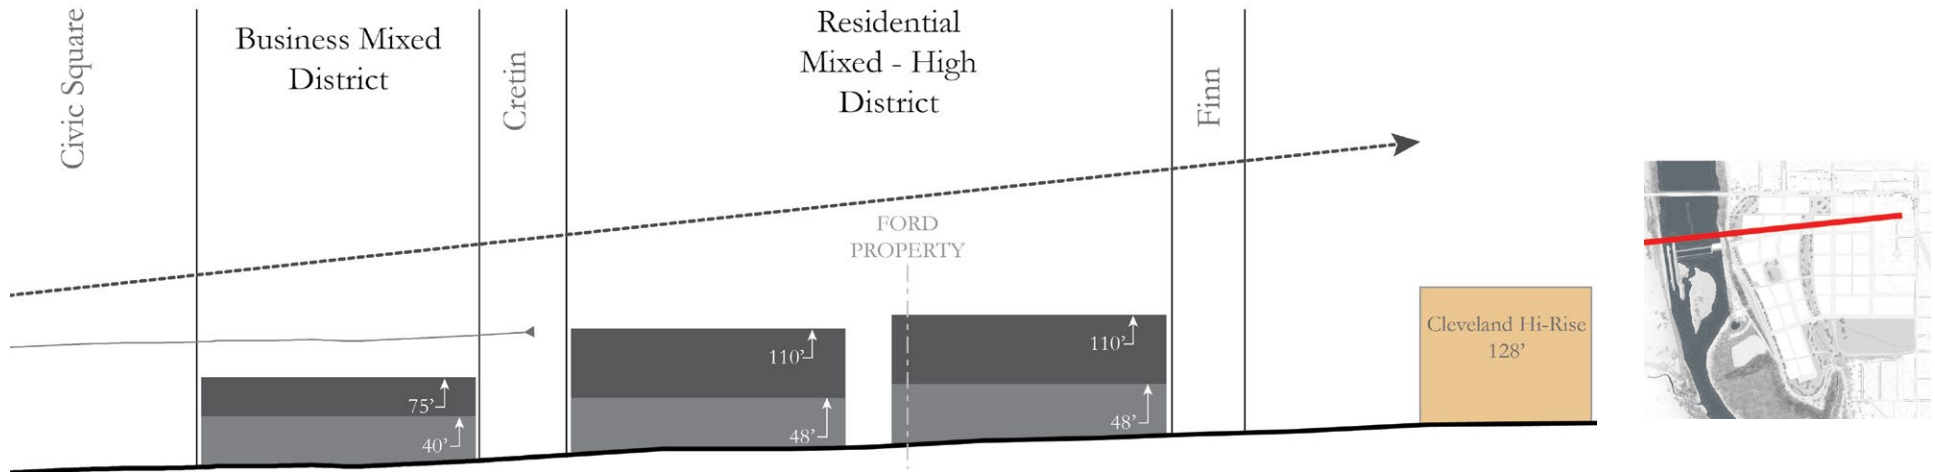 Civic Square
Business Mixed
District
Cretin
Residential
Mixed - High
District
Finn
FORD
PROPERTY
75'
40'
110'
48'
110'
48'
Cleveland Hi-Rise
128'